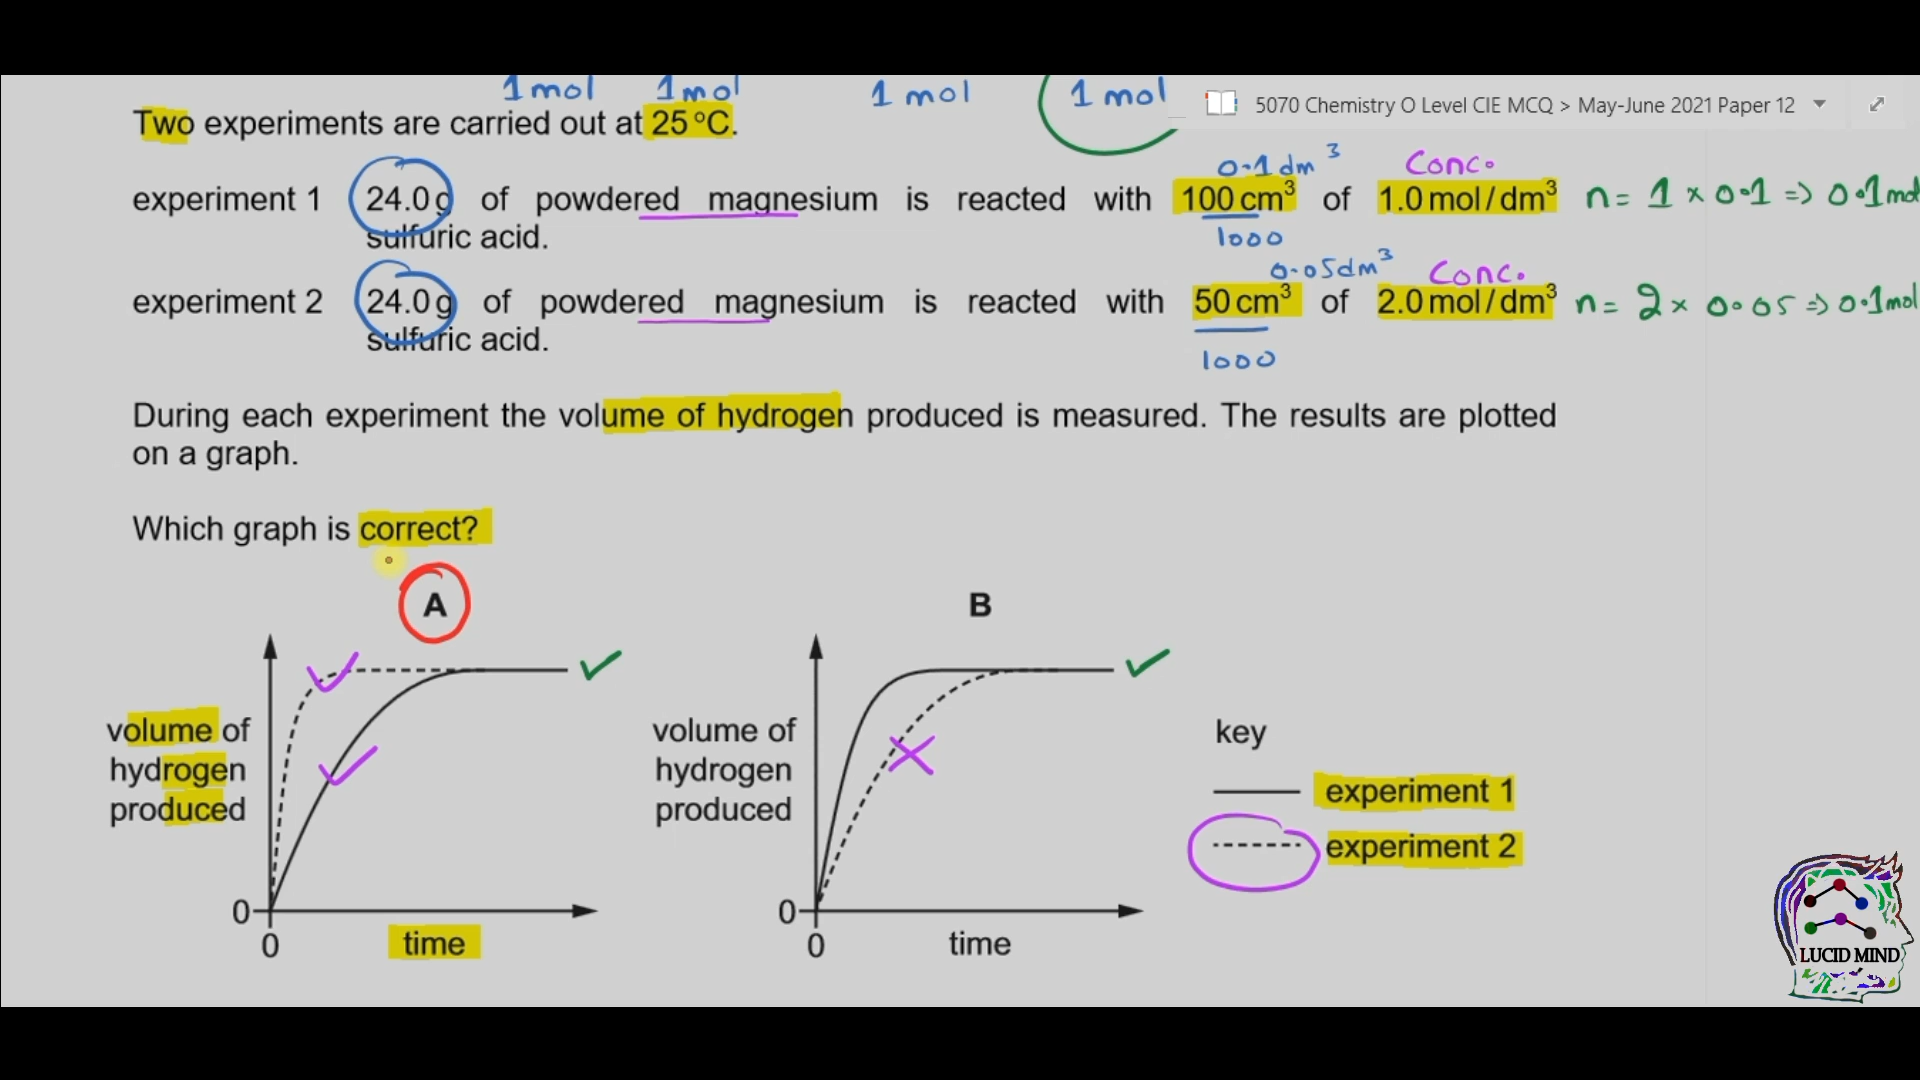 1 mol 1 mol 1 mol 1 mol
5070 Chemistry O Level CIE MCQ > May-June 2021 Paper 12
Two experiments are carried out at 25 °C.
0.1 dm³ Conc.
experiment 1 24.0 g of powdered magnesium is reacted with 100 cm³ of 1.0 mol / dm³ n = 1 × 0.1 => 0.1 mol
sulfuric acid. 1000
0.05 dm³ Conc.
experiment 2 24.0 g of powdered magnesium is reacted with 50 cm³ of 2.0 mol / dm³ n = 2 × 0.05 => 0.1 mol
sulfuric acid. 1000
During each experiment the volume of hydrogen produced is measured. The results are plotted
on a graph.
Which graph is correct?
A
volume of
hydrogen
produced
0
0
time
B
volume of
hydrogen
produced
0
0
time
key
experiment 1
experiment 2
LUCID MIND